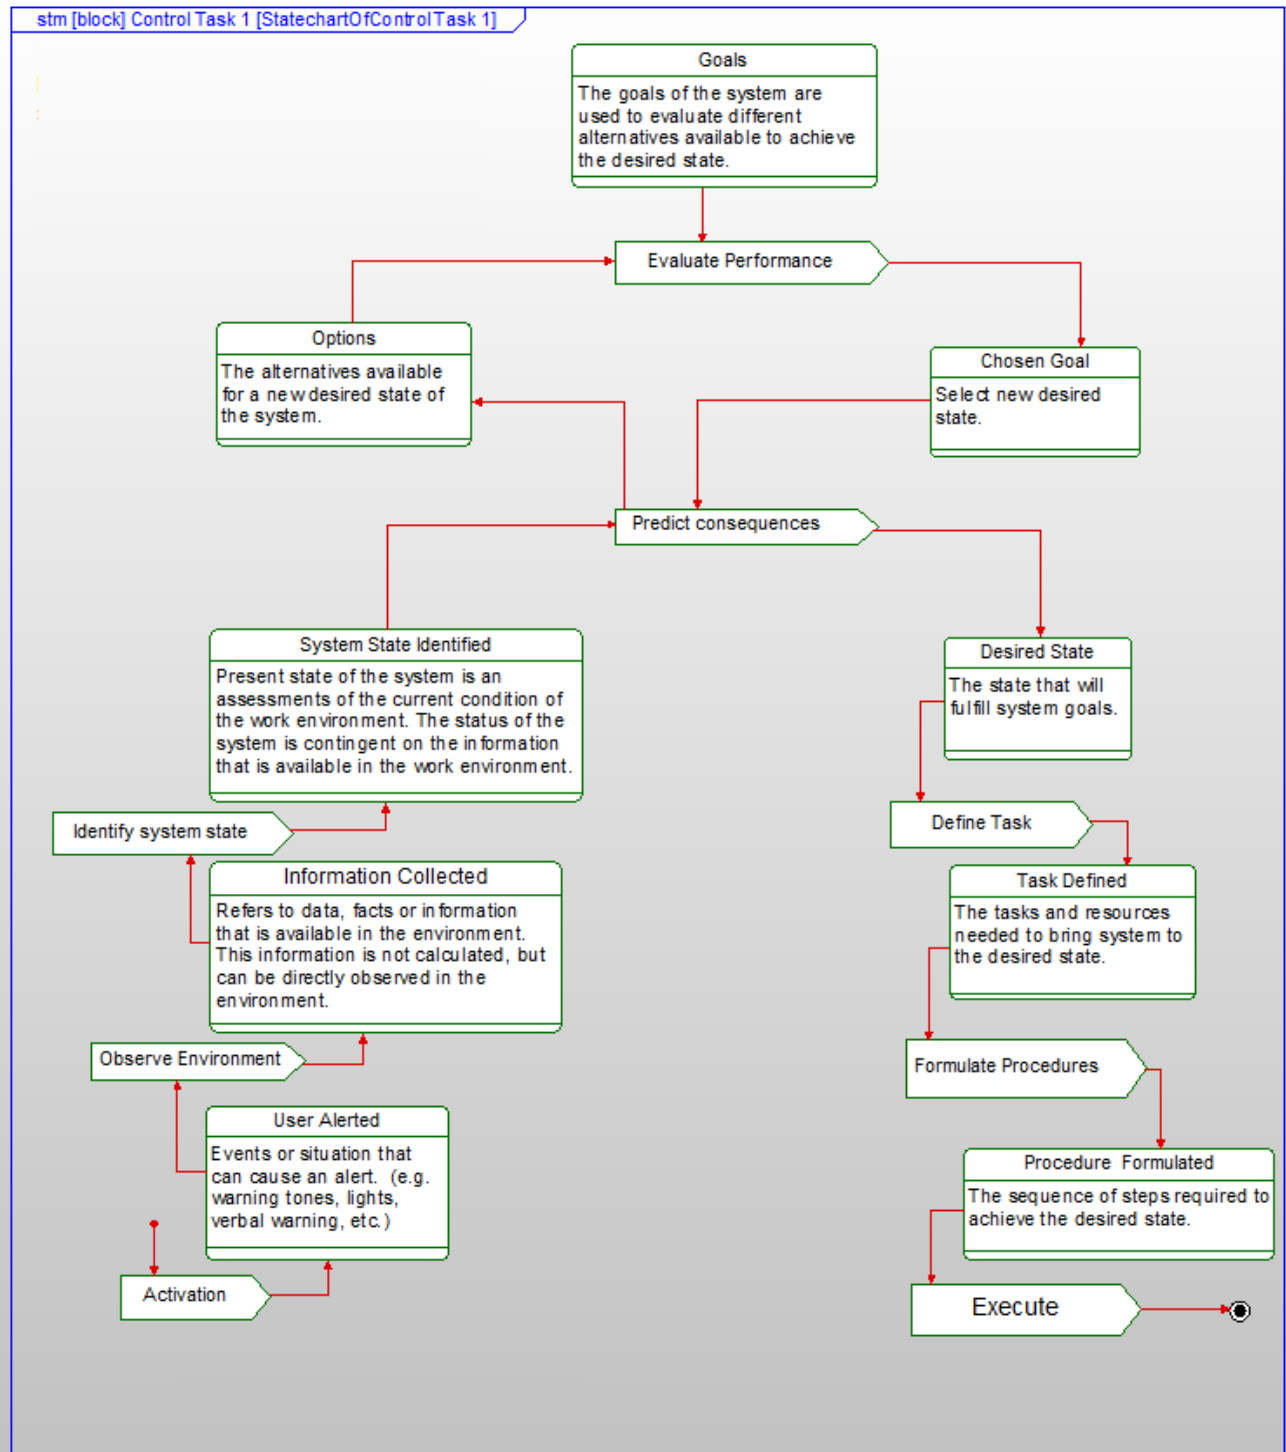 stm [block] Control Task 1 [StatechartOfControlTask 1]
Goals
The goals of the system are
used to evaluate different
alternatives available to achieve
the desired state.
Evaluate Performance
Options
The alternatives available
for a new desired state of
the system.
Chosen Goal
Select new desired
state.
Predict consequences
System State Identified
Present state of the system is an
assessments of the current condition of
the work environment. The status of the
system is contingent on the information
that is available in the work environment.
Desired State
The state that will
fulfill system goals.
Identify system state
Define Task
Information Collected
Refers to data, facts or information
that is available in the environment.
This information is not calculated, but
can be directly observed in the
environment.
Task Defined
The tasks and resources
needed to bring system to
the desired state.
Observe Environment
Formulate Procedures
User Alerted
Events or situation that
can cause an alert. (e.g.
warning tones, lights,
verbal warning, etc.)
Procedure Formulated
The sequence of steps required to
achieve the desired state.
Activation
Execute